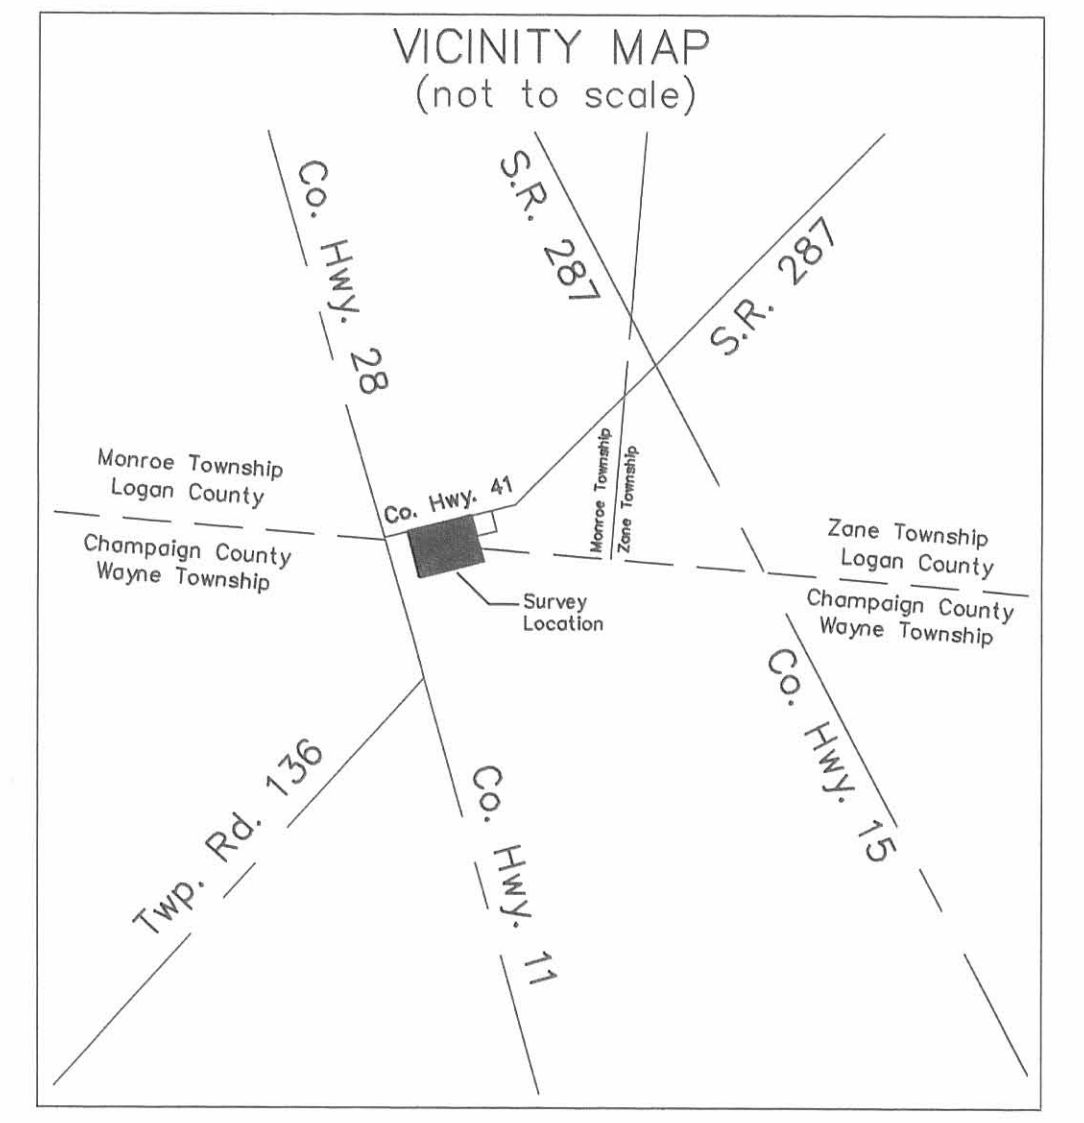 VICINITY MAP
(not to scale)
Co. Hwy. 28
S.R. 287
S.R. 287
Monroe Township
Logan County
Co. Hwy. 41
Monroe Township
Zane Township
Champaign County
Wayne Township
Zane Township
Logan County
Champaign County
Wayne Township
Survey
Location
Twp. Rd. 136
Co. Hwy. 11
Co. Hwy. 15